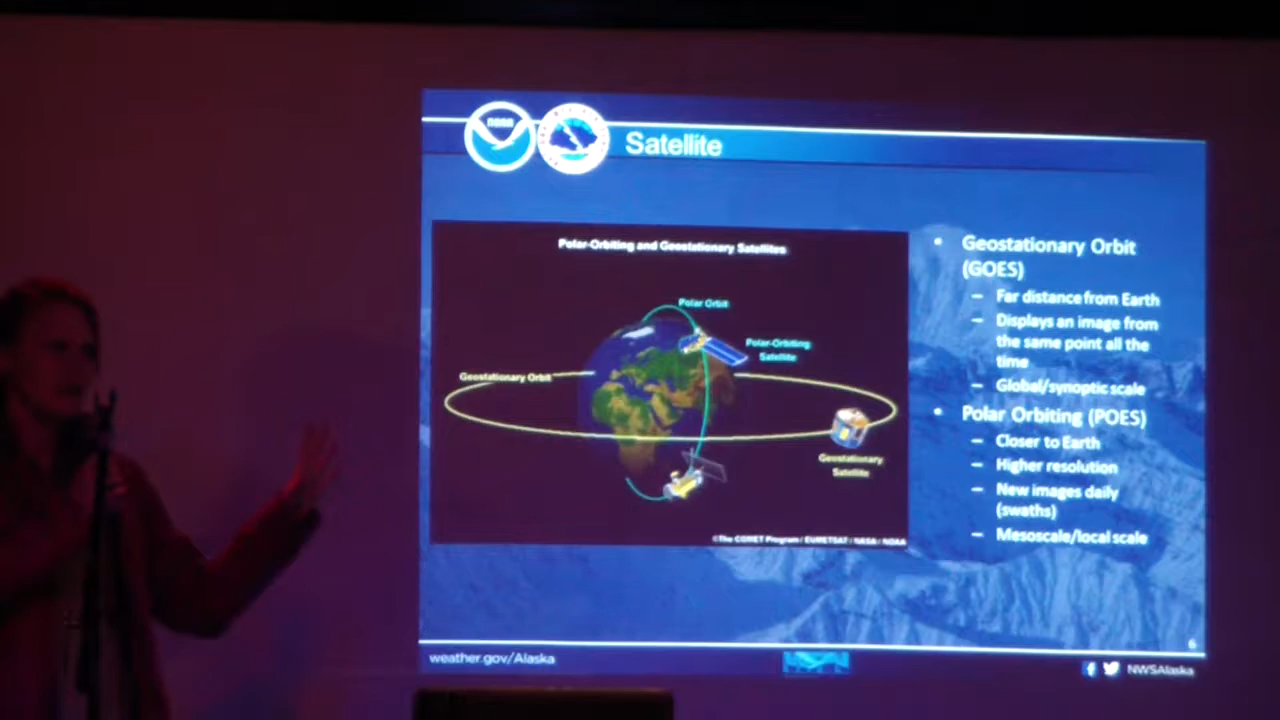 NOAA
Satellite
Polar-Orbiting and Geostationary Satellites
Polar Orbit
Polar-Orbiting
Satellite
Geostationary Orbit
Geostationary
Satellite
©The COMET Program / EUMETSAT / NASA / NOAA
• Geostationary Orbit
(GOES)
– Far distance from Earth
– Displays an image from
the same point all the
time
– Global/synoptic scale
• Polar Orbiting (POES)
– Closer to Earth
– Higher resolution
– New images daily
(swaths)
– Mesoscale/local scale
6
weather.gov/Alaska
NWSAlaska